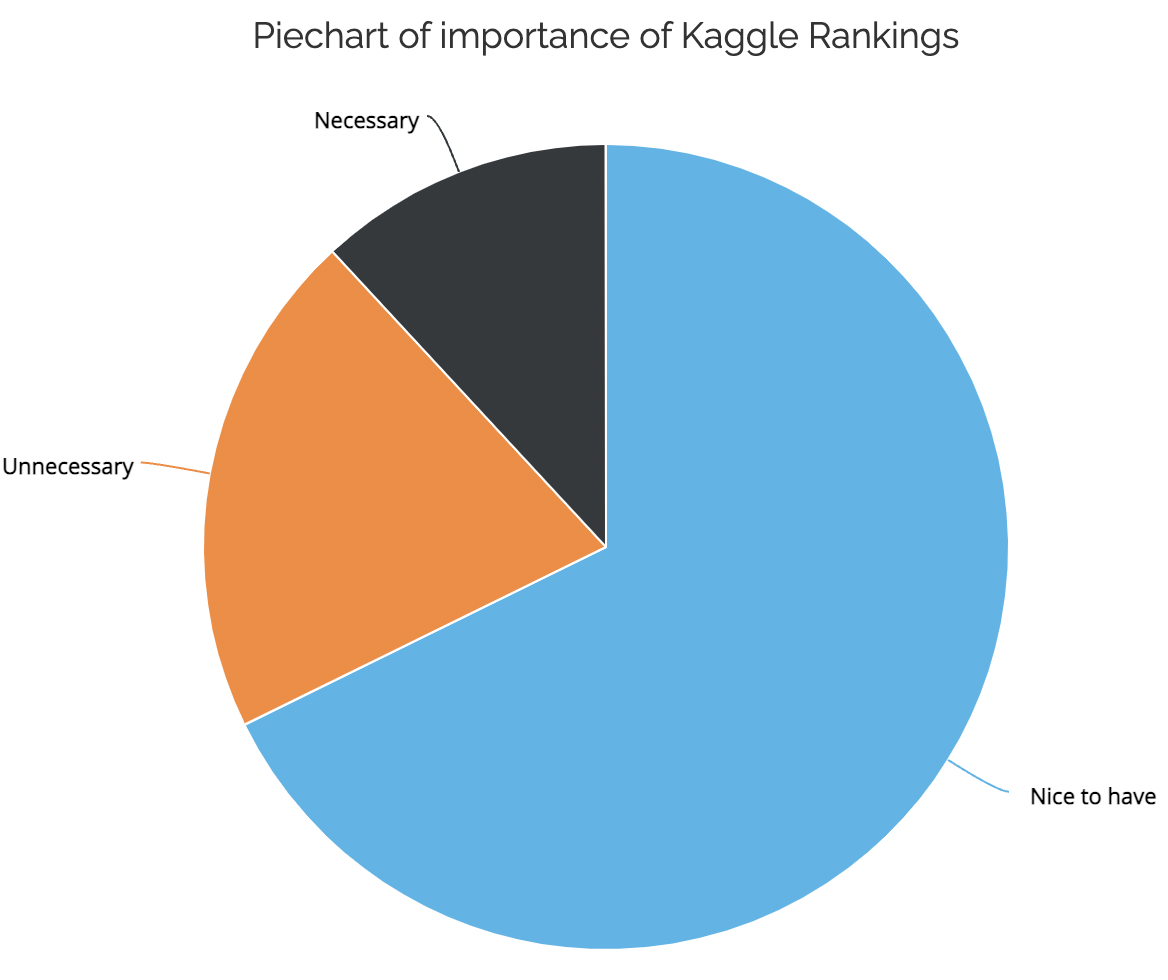 Piechart of importance of Kaggle Rankings
Necessary
Unnecessary
Nice to have